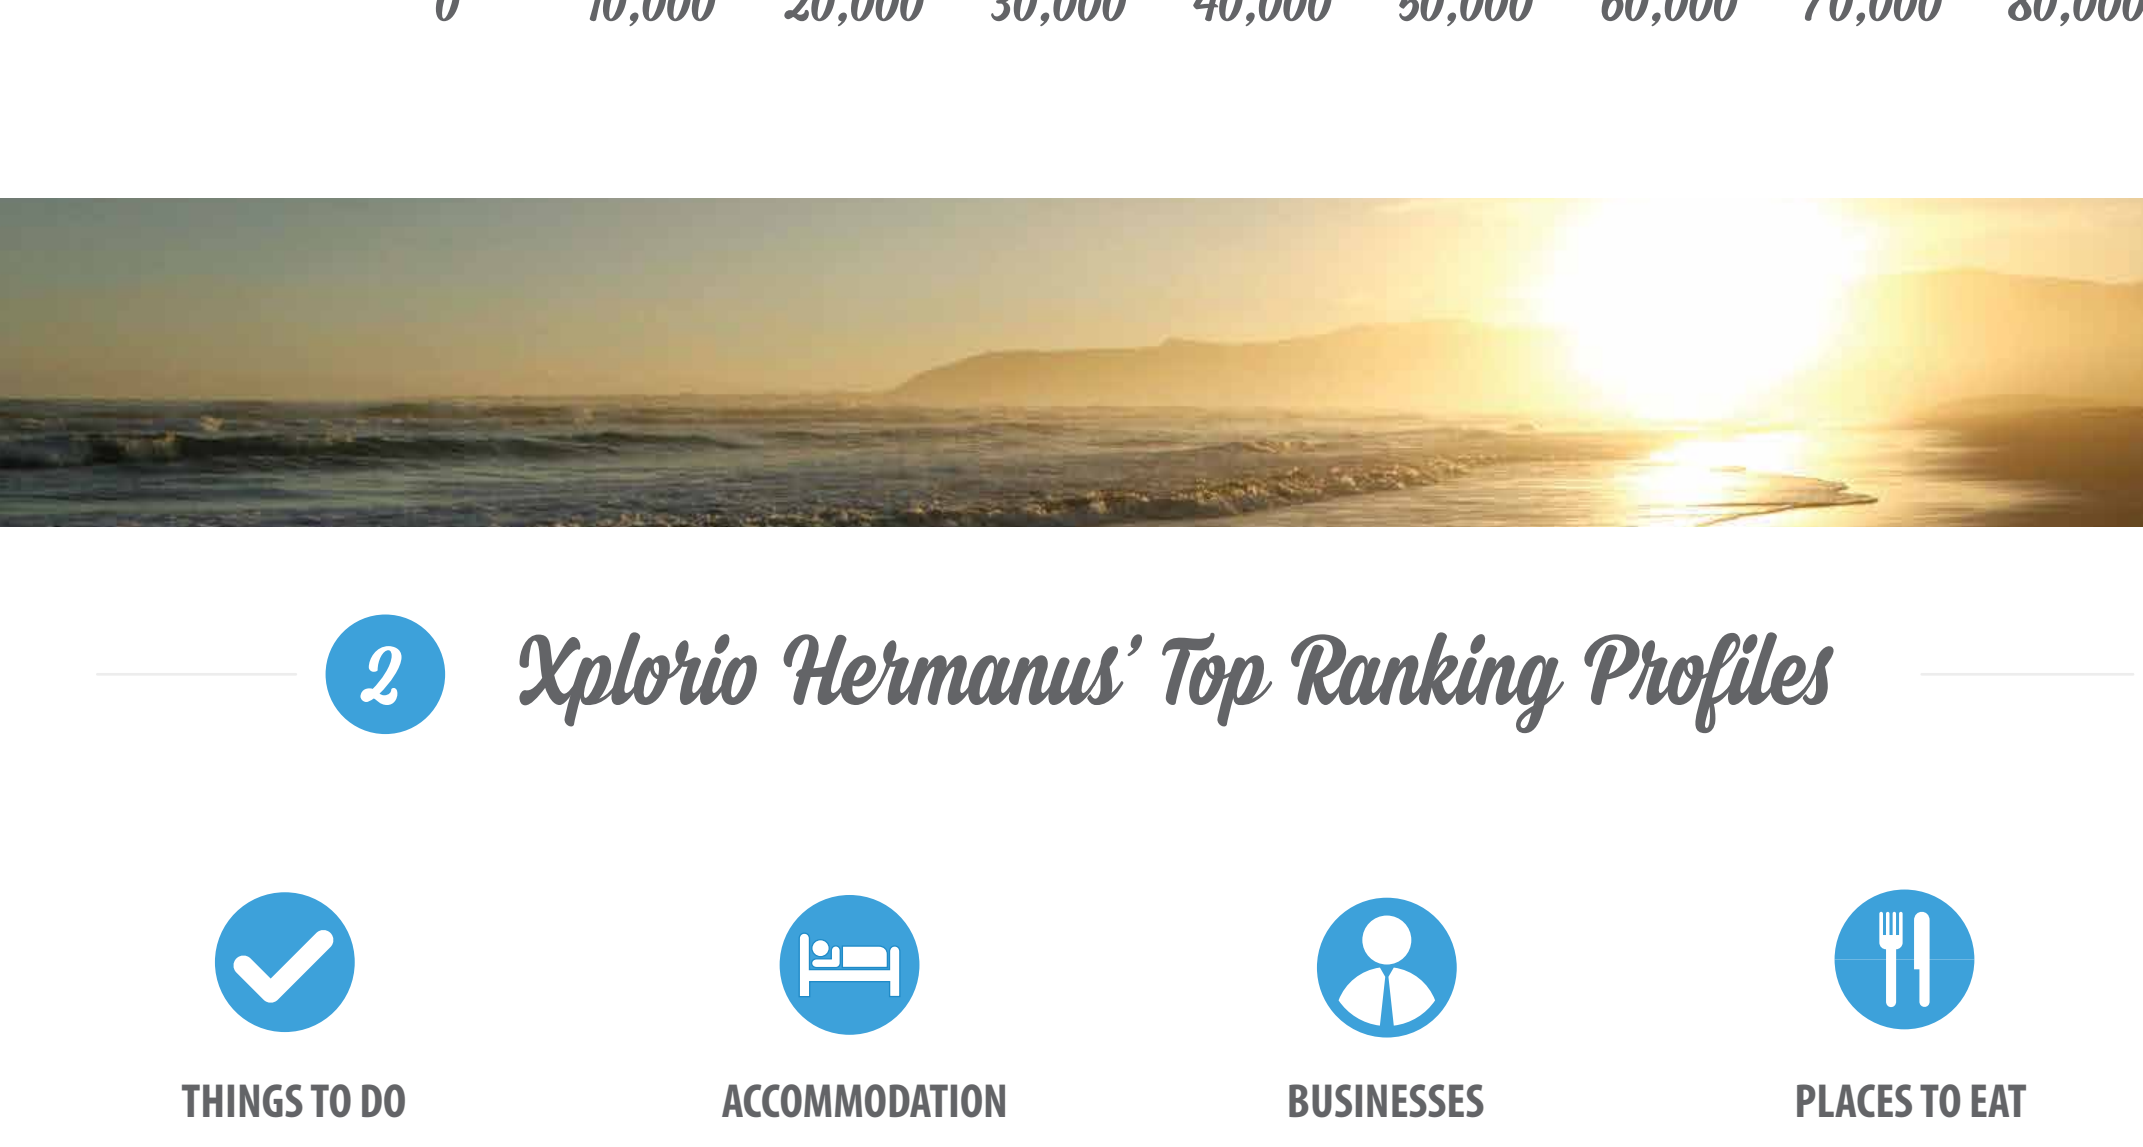 0 10,000 20,000 30,000 40,000 50,000 60,000 70,000 80,000
2 Xplorio Hermanus’ Top Ranking Profiles
THINGS TO DO ACCOMMODATION BUSINESSES PLACES TO EAT